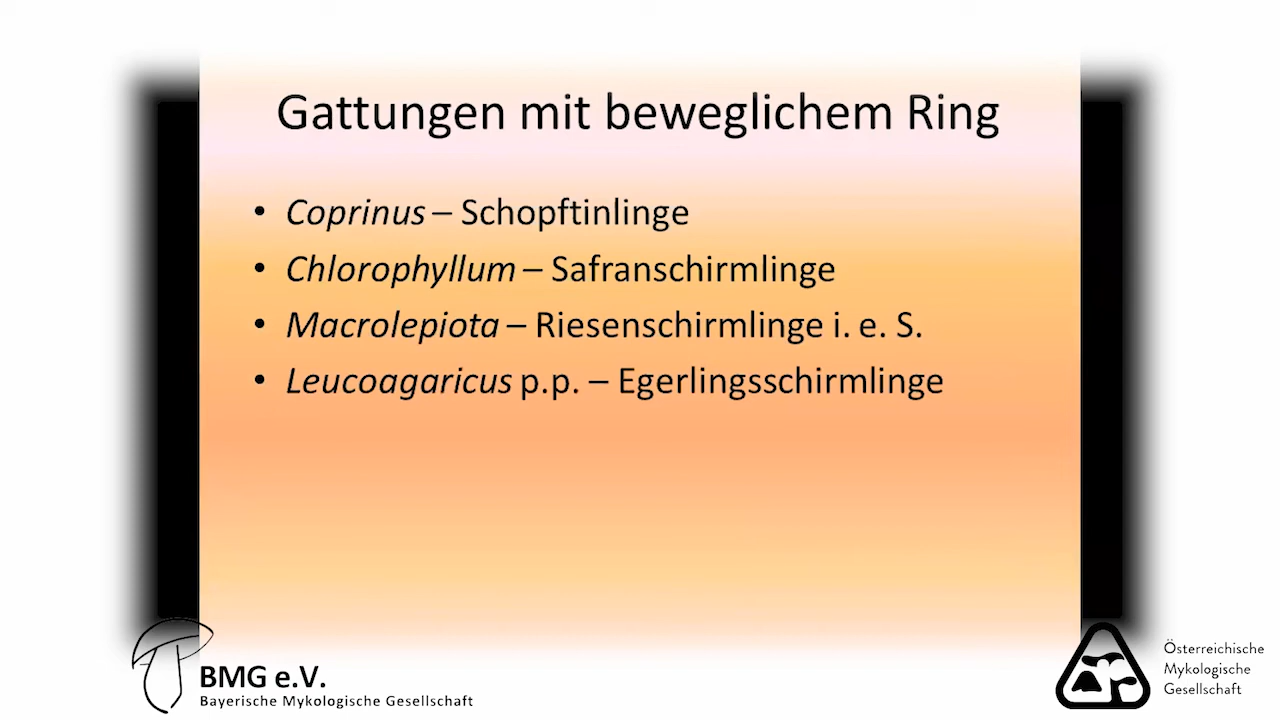 Gattungen mit beweglichem Ring
• Coprinus – Schopftinlinge
• Chlorophyllum – Safranschirmlinge
• Macrolepiota – Riesenschirmlinge i. e. S.
• Leucoagaricus p.p. – Egerlingsschirmlinge
BMG e.V.
Bayerische Mykologische Gesellschaft
Österreichische
Mykologische
Gesellschaft